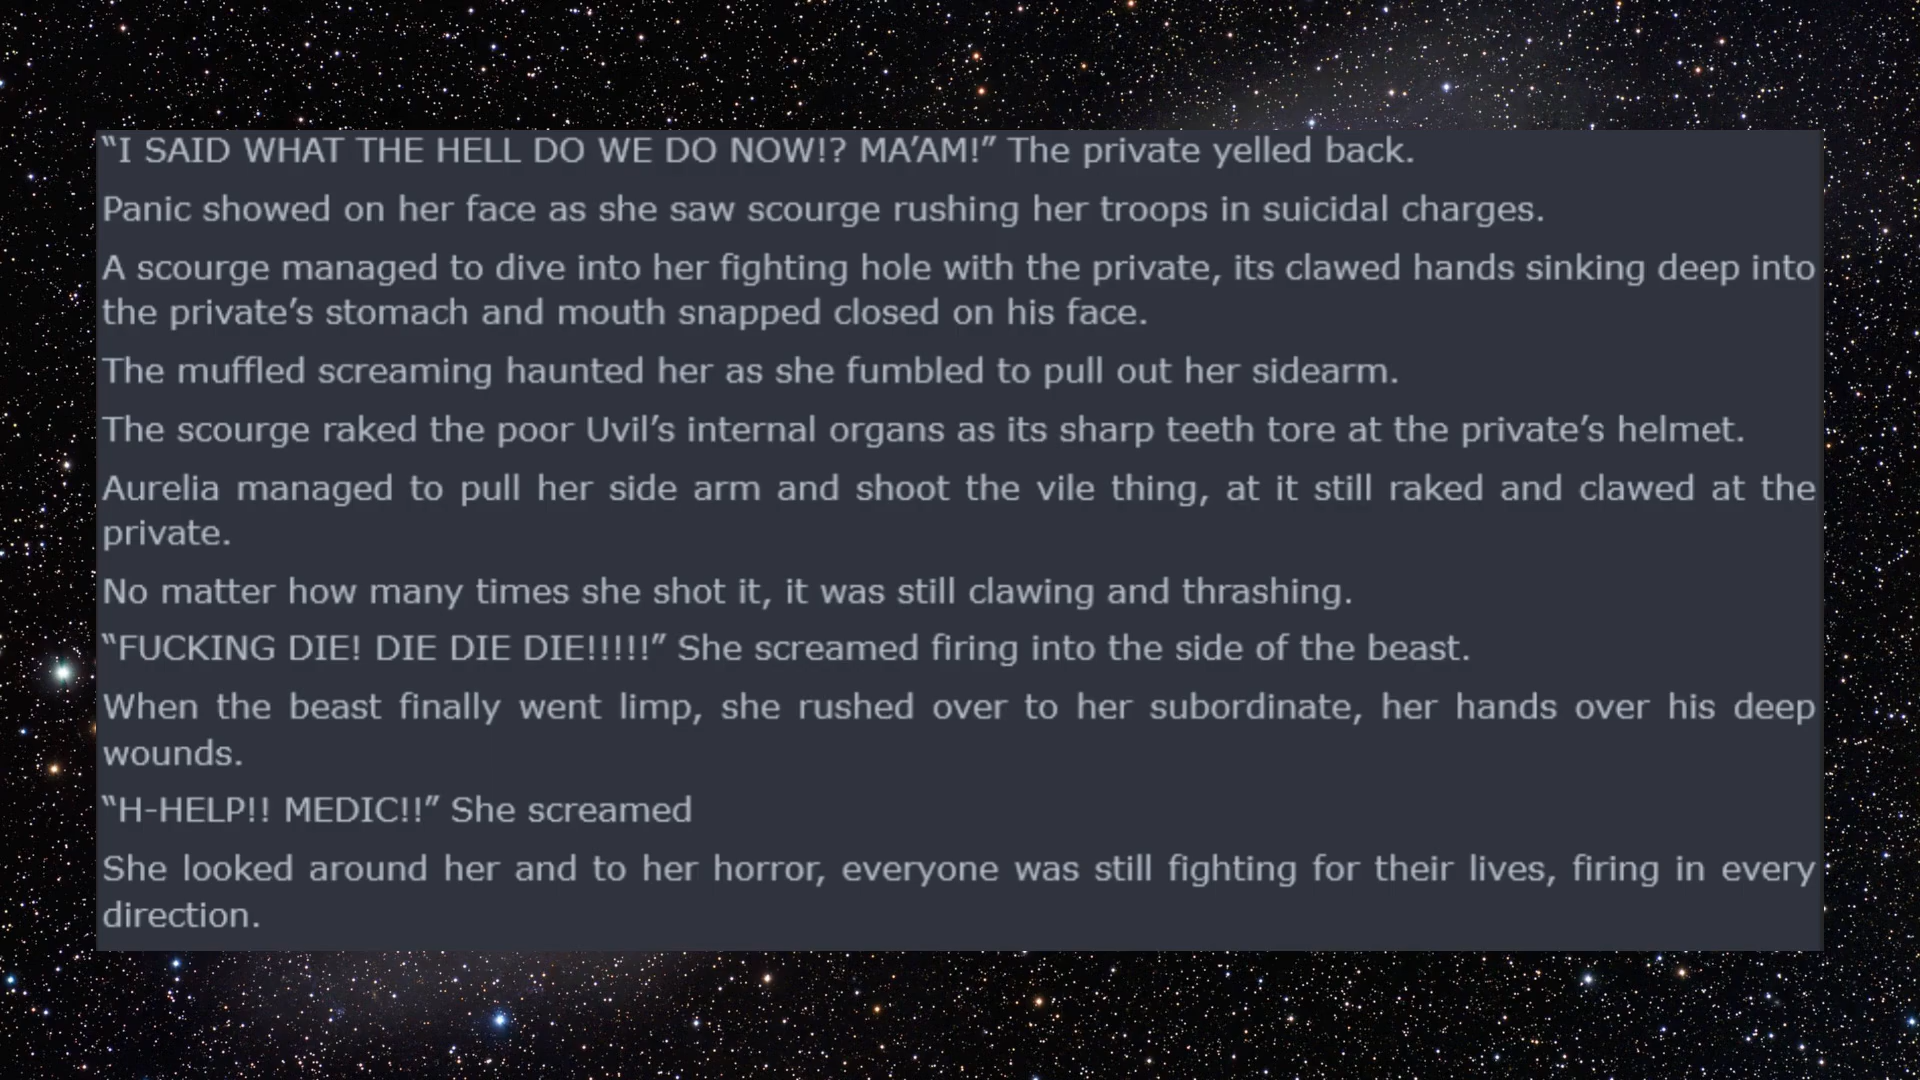 “I SAID WHAT THE HELL DO WE DO NOW!? MA’AM!” The private yelled back.
Panic showed on her face as she saw scourge rushing her troops in suicidal charges.
A scourge managed to dive into her fighting hole with the private, its clawed hands sinking deep into
the private’s stomach and mouth snapped closed on his face.
The muffled screaming haunted her as she fumbled to pull out her sidearm.
The scourge raked the poor Uvil’s internal organs as its sharp teeth tore at the private’s helmet.
Aurelia managed to pull her side arm and shoot the vile thing, at it still raked and clawed at the
private.
No matter how many times she shot it, it was still clawing and thrashing.
“FUCKING DIE! DIE DIE DIE!!!!!” She screamed firing into the side of the beast.
When the beast finally went limp, she rushed over to her subordinate, her hands over his deep
wounds.
“H-HELP!! MEDIC!!” She screamed
She looked around her and to her horror, everyone was still fighting for their lives, firing in every
direction.